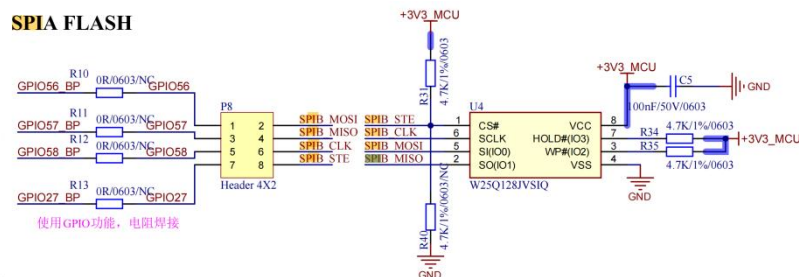 SPIA FLASH
+3V3_MCU
R31
4.7K/1%/0603
+3V3_MCU
C5
100nF/50V/0603
GND
GPIO56_BP
R10
0R/0603/NC
GPIO56
GPIO57_BP
R11
0R/0603/NC
GPIO57
GPIO58_BP
R12
0R/0603/NC
GPIO58
GPIO27_BP
R13
0R/0603/NC
GPIO27
使用GPIO功能，电阻焊接
P8
1 2
3 4
5 6
7 8
Header 4X2
SPIB_MOSI
SPIB_MISO
SPIB_CLK
SPIB_STE
SPIB_STE
SPIB_CLK
SPIB_MOSI
SPIB_MISO
U4
1 CS# VCC 8
6 SCLK HOLD#(IO3) 7
5 SI(IO0) WP#(IO2) 3
2 SO(IO1) VSS 4
W25Q128JVSIQ
R34
4.7K/1%/0603
R35
4.7K/1%/0603
+3V3_MCU
GND
R40
4.7K/1%/0603/NC
GND